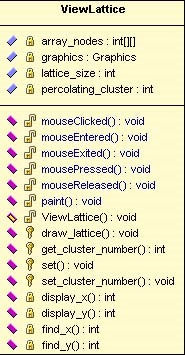 ViewLattice
array_nodes : int[][]
graphics : Graphics
lattice_size : int
percolating_cluster : int
mouseClicked() : void
mouseEntered() : void
mouseExited() : void
mousePressed() : void
mouseReleased() : void
paint() : void
ViewLattice() : void
draw_lattice() : void
get_cluster_number() : int
set() : void
set_cluster_number() : void
display_x() : int
display_y() : int
find_x() : int
find_y() : int